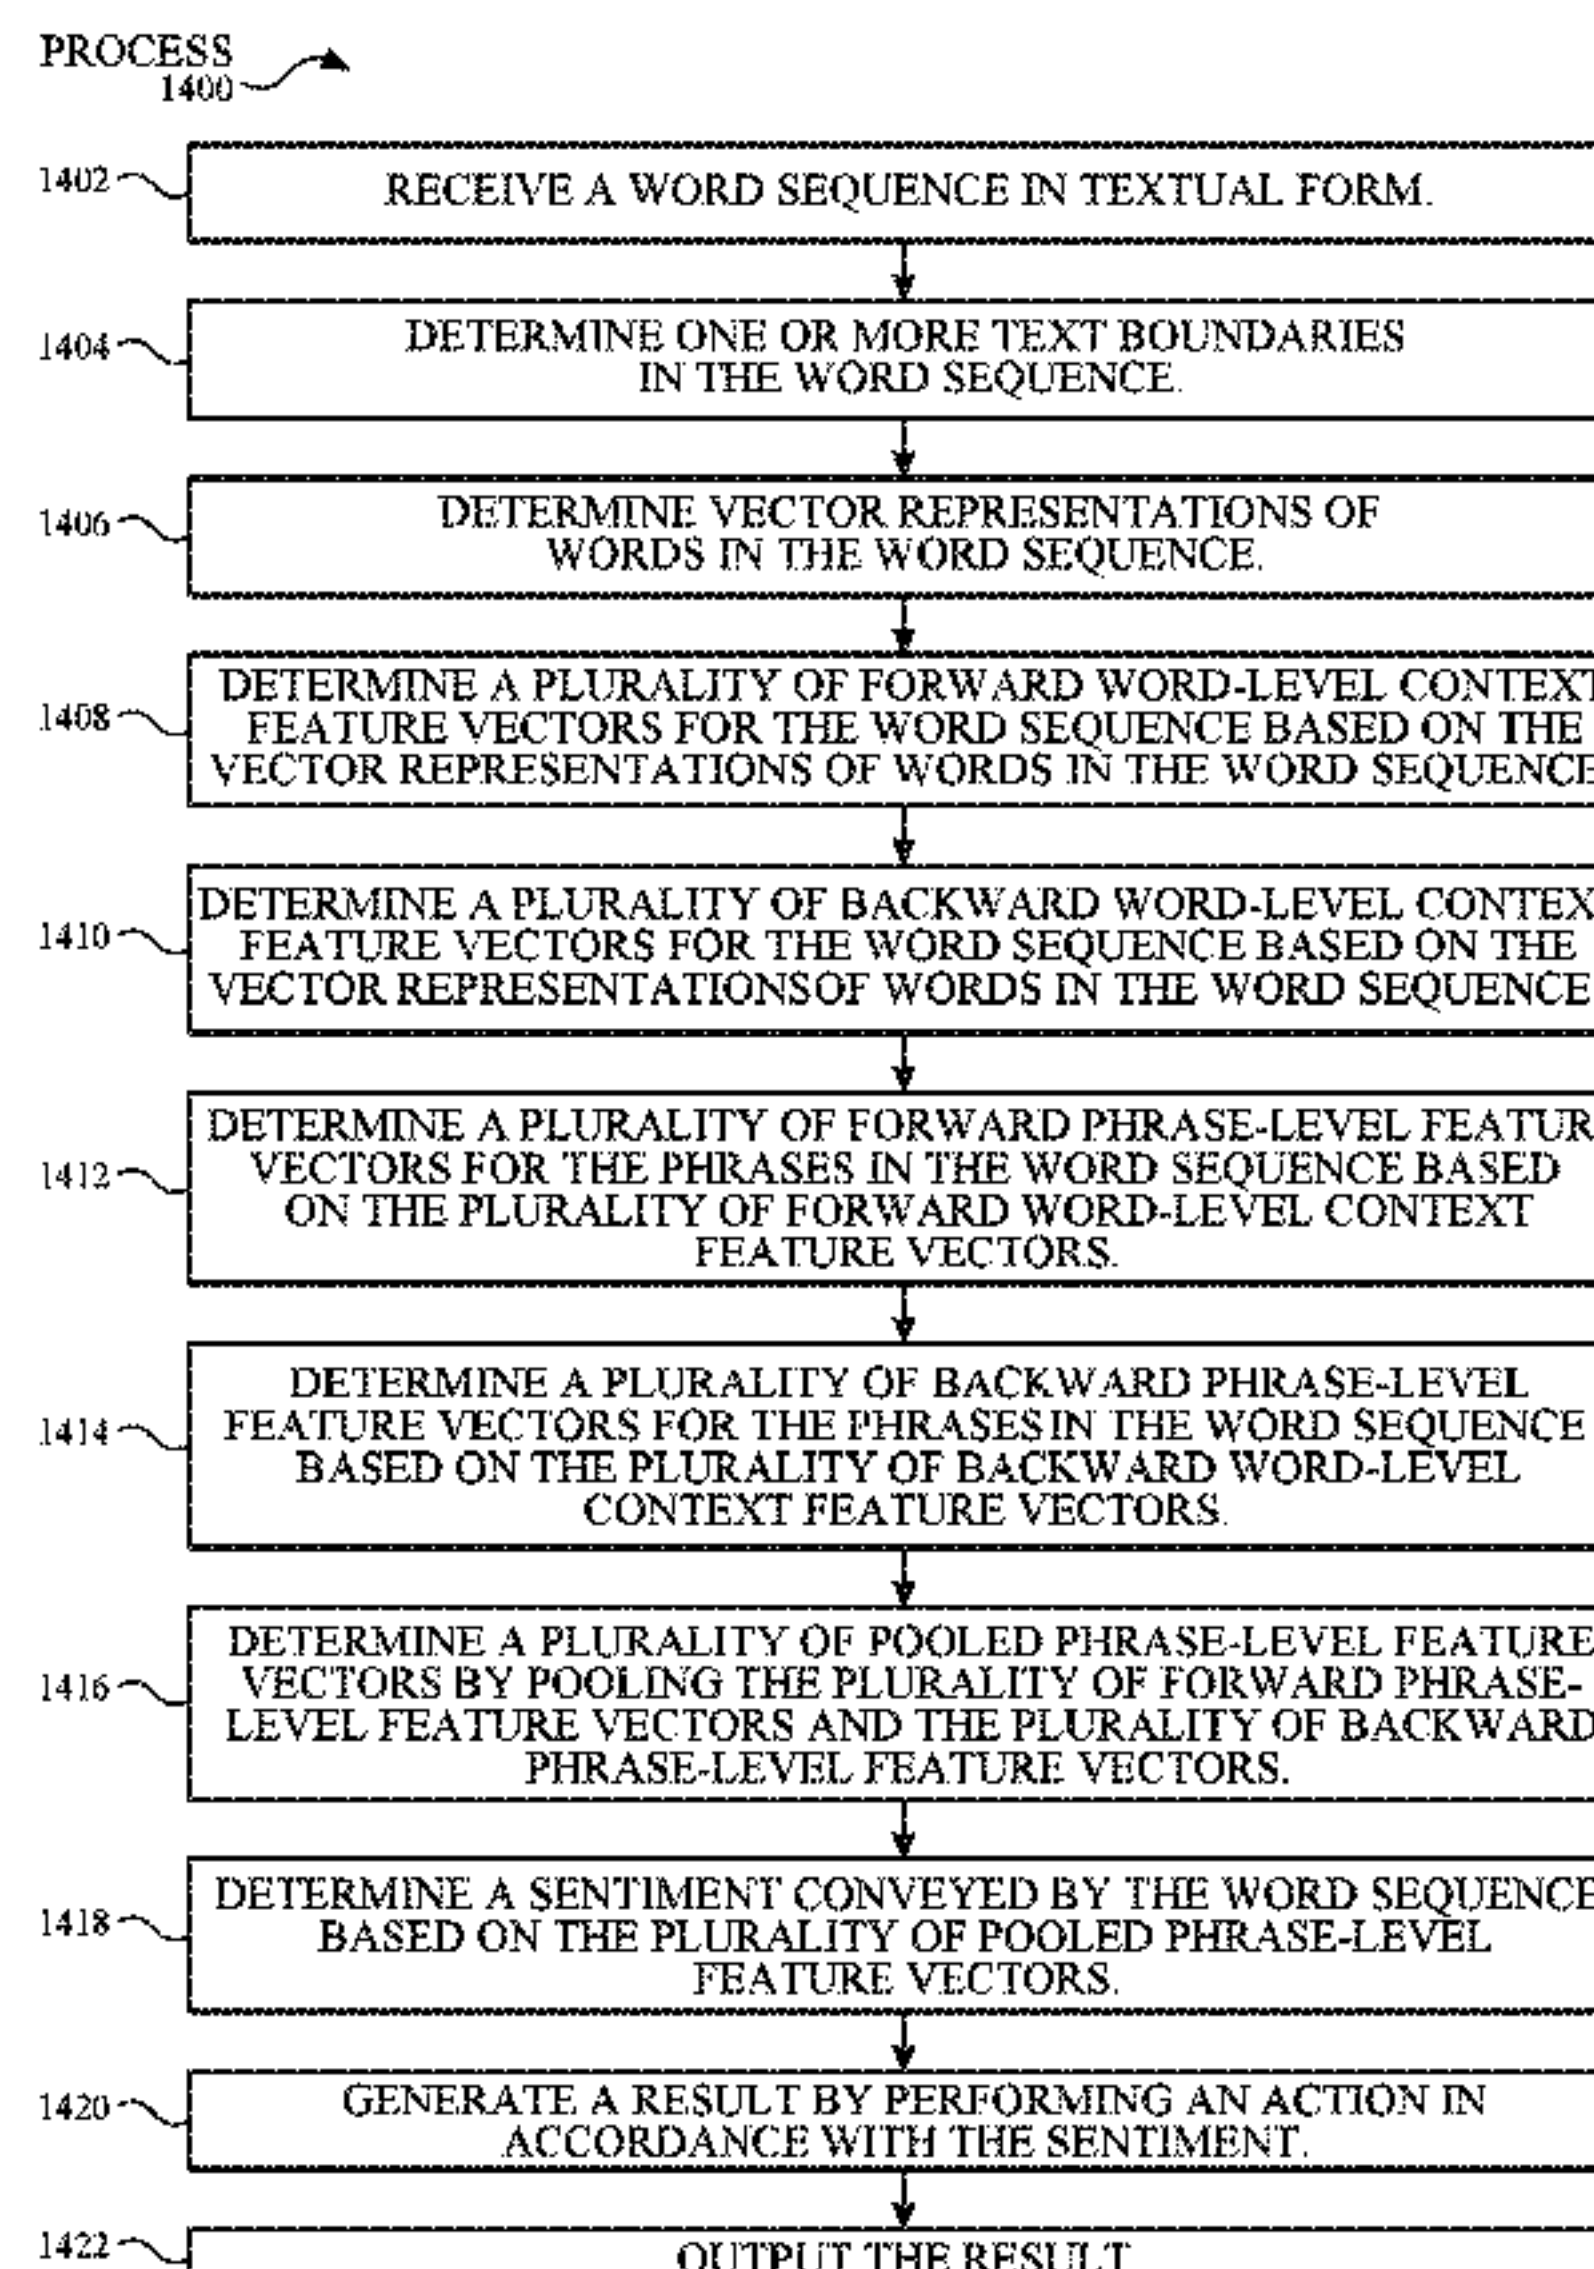 PROCESS
1400
1402
RECEIVE A WORD SEQUENCE IN TEXTUAL FORM.
1404
DETERMINE ONE OR MORE TEXT BOUNDARIES
IN THE WORD SEQUENCE.
1406
DETERMINE VECTOR REPRESENTATIONS OF
WORDS IN THE WORD SEQUENCE.
1408
DETERMINE A PLURALITY OF FORWARD WORD-LEVEL CONTEXT
FEATURE VECTORS FOR THE WORD SEQUENCE BASED ON THE
VECTOR REPRESENTATIONS OF WORDS IN THE WORD SEQUENCE
1410
DETERMINE A PLURALITY OF BACKWARD WORD-LEVEL CONTEX
FEATURE VECTORS FOR THE WORD SEQUENCE BASED ON THE
VECTOR REPRESENTATIONSOF WORDS IN THE WORD SEQUENCE
1412
DETERMINE A PLURALITY OF FORWARD PHRASE-LEVEL FEATUR
VECTORS FOR THE PHRASES IN THE WORD SEQUENCE BASED
ON THE PLURALITY OF FORWARD WORD-LEVEL CONTEXT
FEATURE VECTORS.
1414
DETERMINE A PLURALITY OF BACKWARD PHRASE-LEVEL
FEATURE VECTORS FOR THE PHRASES IN THE WORD SEQUENCE
BASED ON THE PLURALITY OF BACKWARD WORD-LEVEL
CONTEXT FEATURE VECTORS.
1416
DETERMINE A PLURALITY OF POOLED PHRASE-LEVEL FEATURE
VECTORS BY POOLING THE PLURALITY OF FORWARD PHRASE-
LEVEL FEATURE VECTORS AND THE PLURALITY OF BACKWARD
PHRASE-LEVEL FEATURE VECTORS.
1418
DETERMINE A SENTIMENT CONVEYED BY THE WORD SEQUENCE
BASED ON THE PLURALITY OF POOLED PHRASE-LEVEL
FEATURE VECTORS.
1420
GENERATE A RESULT BY PERFORMING AN ACTION IN
ACCORDANCE WITH THE SENTIMENT.
1422
OUTPUT THE RESULT